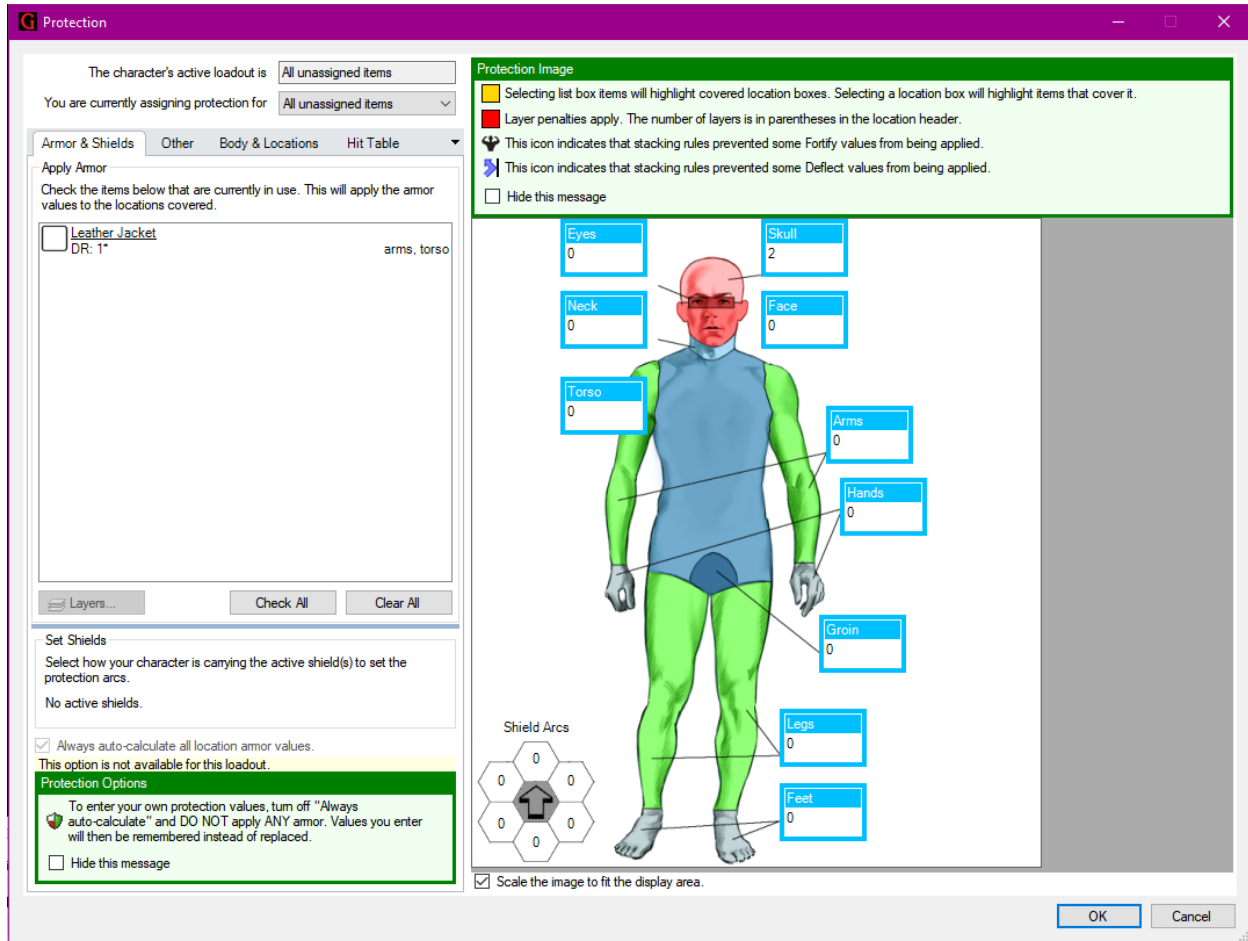 Protection
The character's active loadout is All unassigned items
You are currently assigning protection for All unassigned items
Armor & Shields Other Body & Locations Hit Table
Apply Armor
Check the items below that are currently in use. This will apply the armor
values to the locations covered.
Leather Jacket
DR: 1* arms, torso
Layers... Check All Clear All
Set Shields
Select how your character is carrying the active shield(s) to set the
protection arcs.
No active shields.
Always auto-calculate all location armor values.
This option is not available for this loadout.
Protection Options
To enter your own protection values, turn off "Always
auto-calculate" and DO NOT apply ANY armor. Values you enter
will then be remembered instead of replaced.
Hide this message
Protection Image
Selecting list box items will highlight covered location boxes. Selecting a location box will highlight items that cover it.
Layer penalties apply. The number of layers is in parentheses in the location header.
This icon indicates that stacking rules prevented some Fortify values from being applied.
This icon indicates that stacking rules prevented some Deflect values from being applied.
Hide this message
Eyes
0
Skull
2
Neck
0
Face
0
Torso
0
Arms
0
Hands
0
Groin
0
Legs
0
Feet
0
Shield Arcs
0
0 0
0 0
0
Scale the image to fit the display area.
OK Cancel